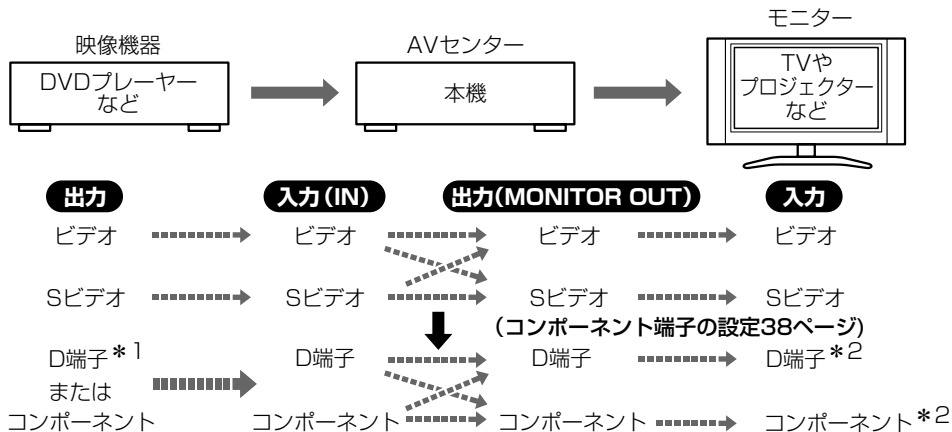 映像機器
AVセンター
モニター
DVDプレーヤー
など
本機
TVや
プロジェクター
など
出力
入力(IN)
出力(MONITOR OUT)
入力
ビデオ
ビデオ
ビデオ
ビデオ
Sビデオ
Sビデオ
Sビデオ
Sビデオ
(コンポーネント端子の設定38ページ)
D端子*1
D端子
D端子
D端子*2
または
コンポーネント
コンポーネント
コンポーネント
コンポーネント*2